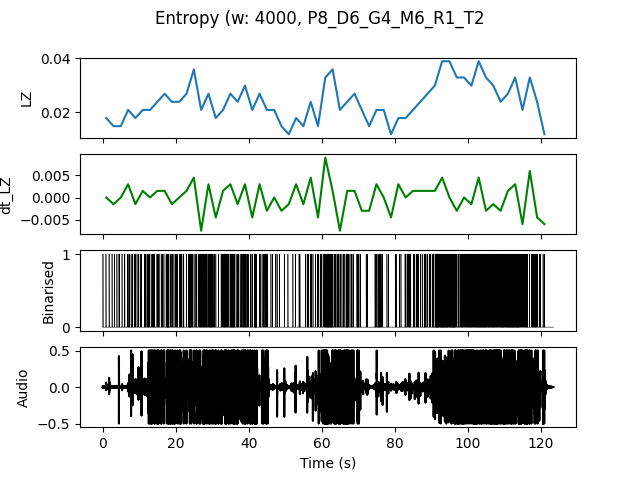 Entropy (w: 4000, P8_D6_G4_M6_R1_T2
0.04
0.02
LZ
0.005
0.000
−0.005
dt_LZ
1
0
Binarised
0.5
0.0
−0.5
Audio
0 20 40 60 80 100 120
Time (s)